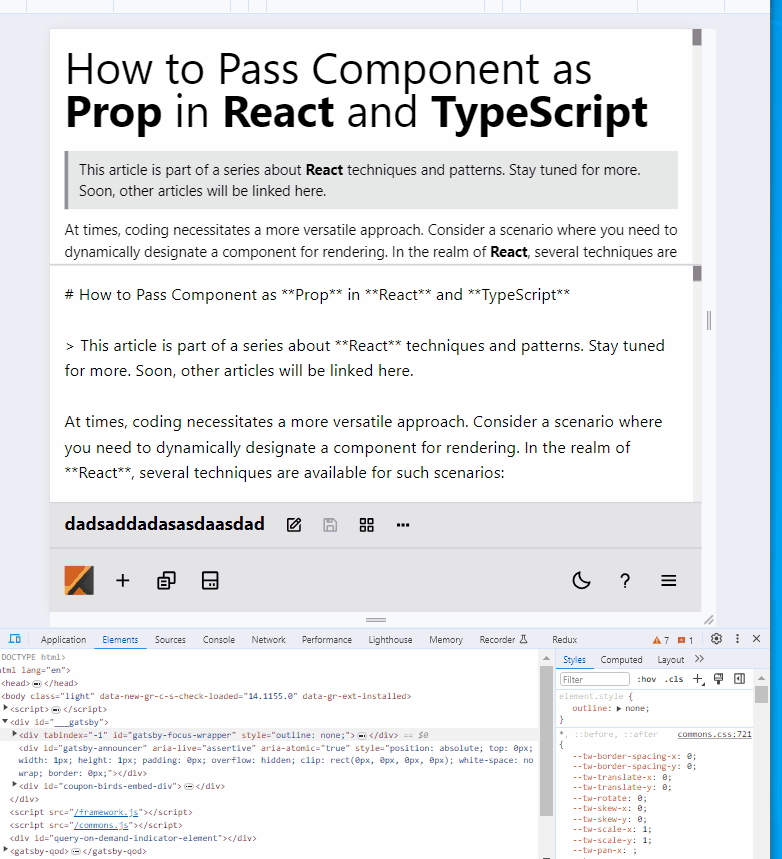 How to Pass Component as
Prop in React and TypeScript
This article is part of a series about React techniques and patterns. Stay tuned for more.
Soon, other articles will be linked here.
At times, coding necessitates a more versatile approach. Consider a scenario where you need to
dynamically designate a component for rendering. In the realm of React, several techniques are
# How to Pass Component as **Prop** in **React** and **TypeScript**
> This article is part of a series about **React** techniques and patterns. Stay tuned
for more. Soon, other articles will be linked here.
At times, coding necessitates a more versatile approach. Consider a scenario where
you need to dynamically designate a component for rendering. In the realm of
**React**, several techniques are available for such scenarios:
dadsaddadasasdaasdad
Application Elements Sources Console Network Performance Lighthouse Memory Recorder Redux 7 1
DOCTYPE html>
html lang="en">
<head> </head>
<body class="light" data-new-gr-c-s-check-loaded="14.1155.0" data-gr-ext-installed>
<script> </script>
<div id="___gatsby">
<div tabindex="-1" id="gatsby-focus-wrapper" style="outline: none;"> </div> == $0
<div id="gatsby-announcer" aria-live="assertive" aria-atomic="true" style="position: absolute; top: 0px;
width: 1px; height: 1px; padding: 0px; overflow: hidden; clip: rect(0px, 0px, 0px, 0px); white-space: no
wrap; border: 0px;"></div>
<div id="coupon-birds-embed-div"> </div>
</div>
<script src="/framework.js"></script>
<script src="/commons.js"></script>
<div id="query-on-demand-indicator-element"></div>
<gatsby-qod> </gatsby-qod>
Styles Computed Layout
Filter :hov .cls
element.style {
outline: none;
}
*, ::before, ::after commons.css:721
{
--tw-border-spacing-x: 0;
--tw-border-spacing-y: 0;
--tw-translate-x: 0;
--tw-translate-y: 0;
--tw-rotate: 0;
--tw-skew-x: 0;
--tw-skew-y: 0;
--tw-scale-x: 1;
--tw-scale-y: 1;
--tw-pan-x: ;